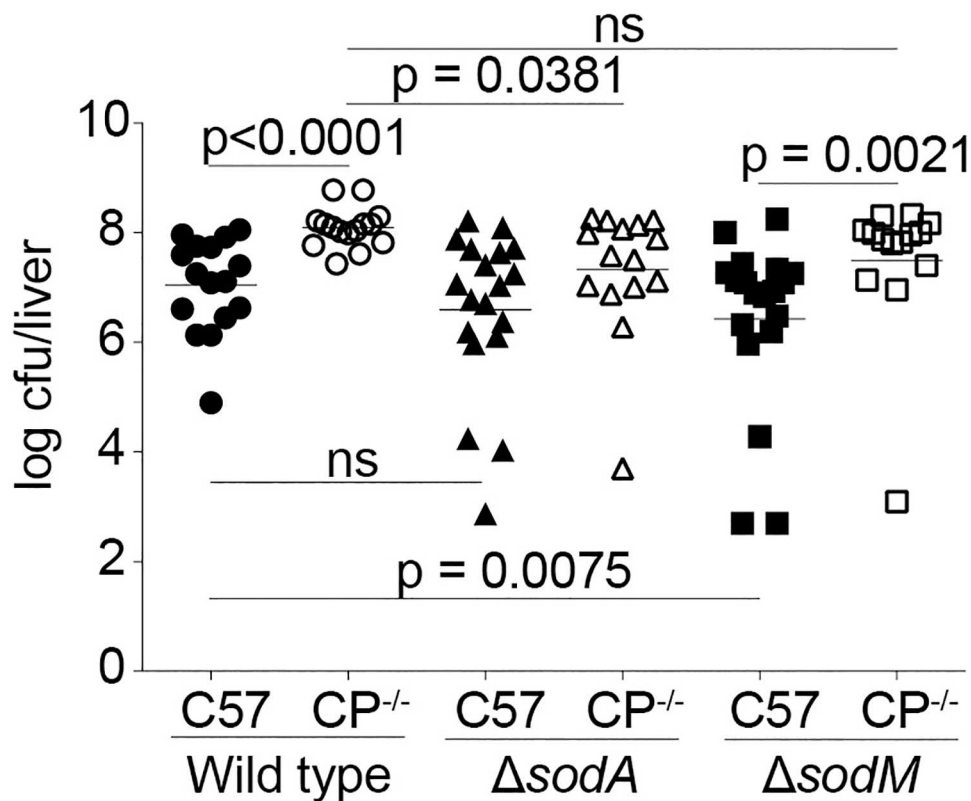 ns
p = 0.0381
10
p<0.0001
p = 0.0021
8
6
4
ns
2
p = 0.0075
0
log cfu/liver
C57 CP-/- C57 CP-/- C57 CP-/-
Wild type ΔsodA ΔsodM